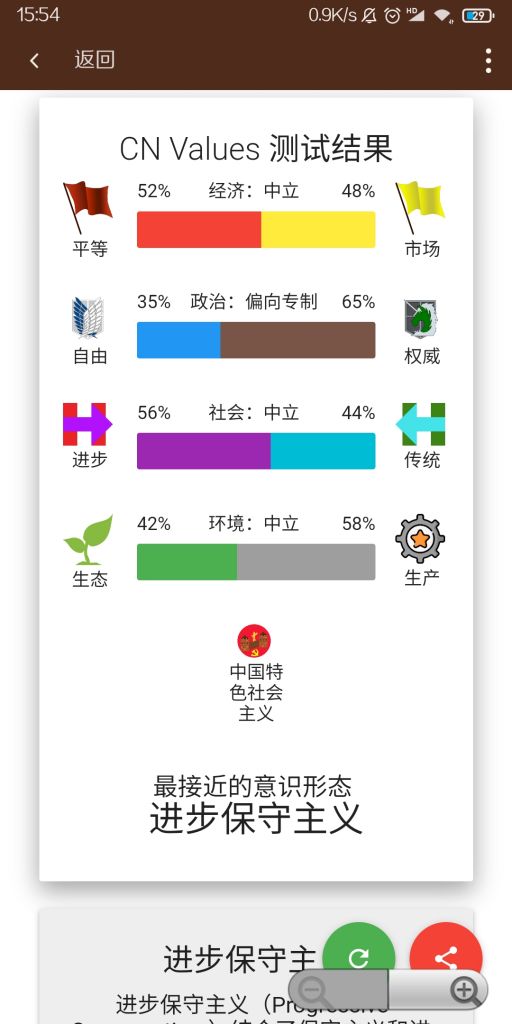 15:54 0.9K/s HD 29
返回
CN Values 测试结果
52% 经济：中立 48%
平等 市场
35% 政治：偏向专制 65%
自由 权威
56% 社会：中立 44%
进步 传统
42% 环境：中立 58%
生态 生产
中国特
色社会
主义
最接近的意识形态
进步保守主义
进步保守主
进步保守主义（Progressive